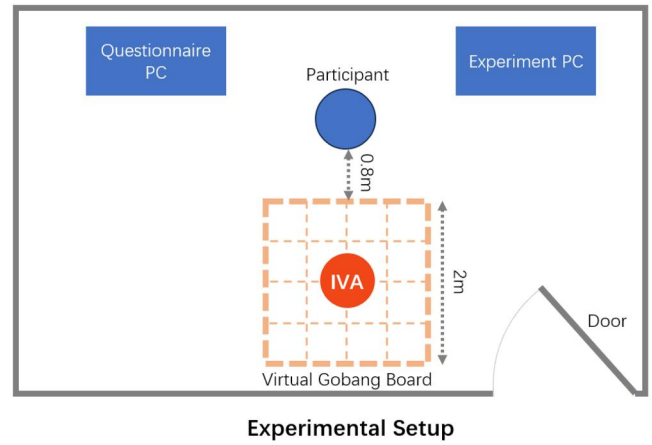 Questionnaire
PC
Participant
Experiment PC
0.8m
IVA
2m
Door
Virtual Gobang Board
Experimental Setup